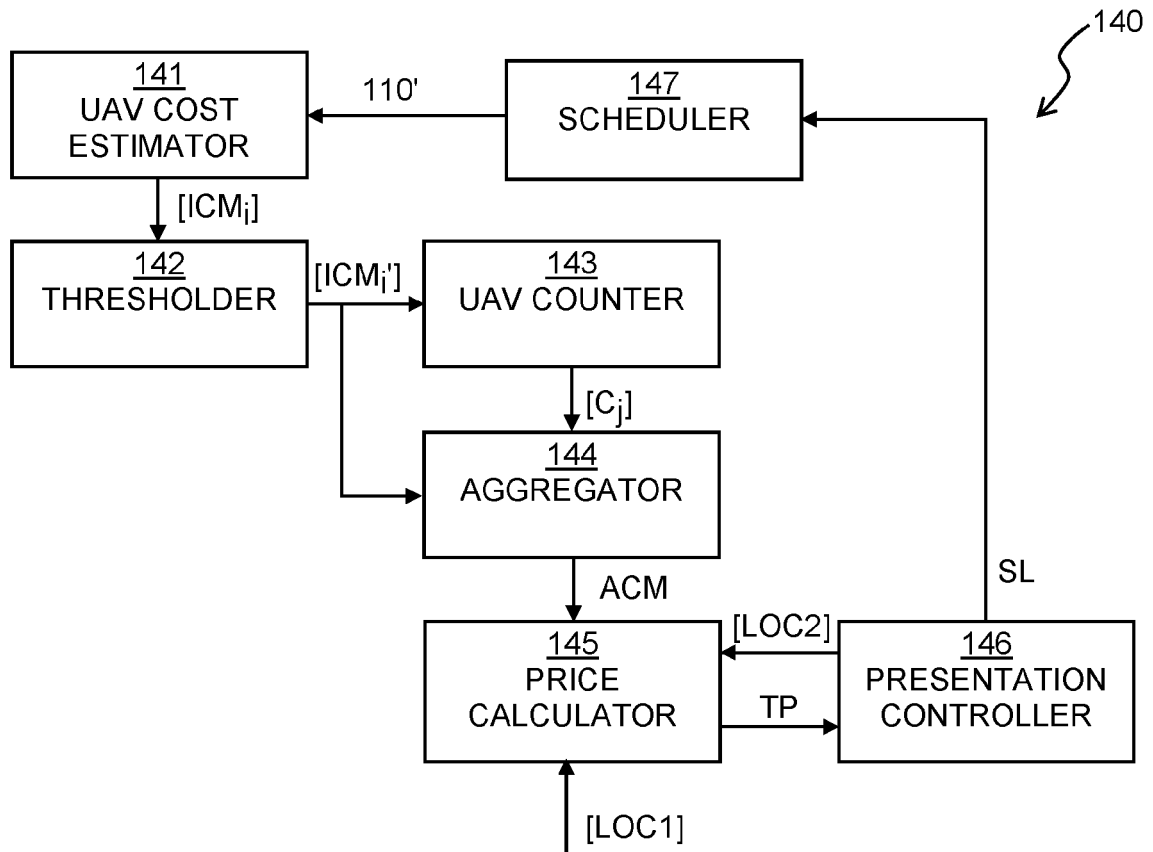 140
141
UAV COST
ESTIMATOR
110'
147
SCHEDULER
[ICMi]
142
THRESHOLDER
[ICMi']
143
UAV COUNTER
[Cj]
144
AGGREGATOR
ACM
SL
145
PRICE
CALCULATOR
[LOC2]
TP
146
PRESENTATION
CONTROLLER
[LOC1]